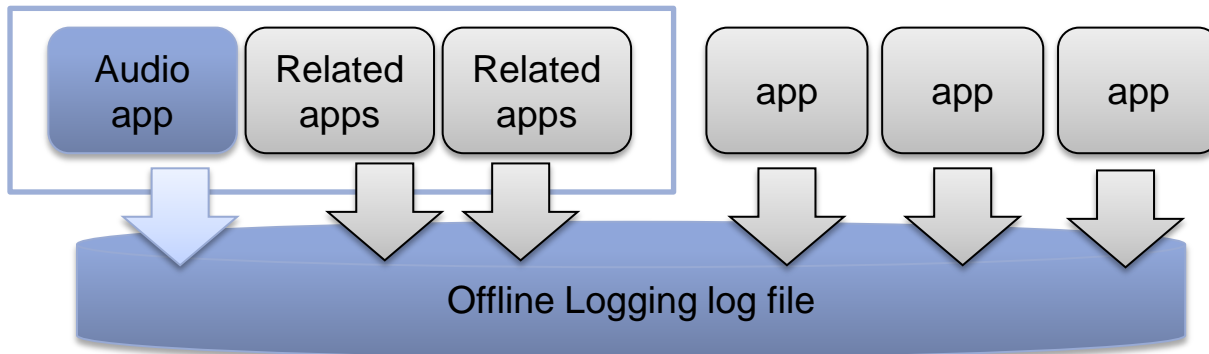 Audio
app
Related
apps
Related
apps
app
app
app
Offline Logging log file